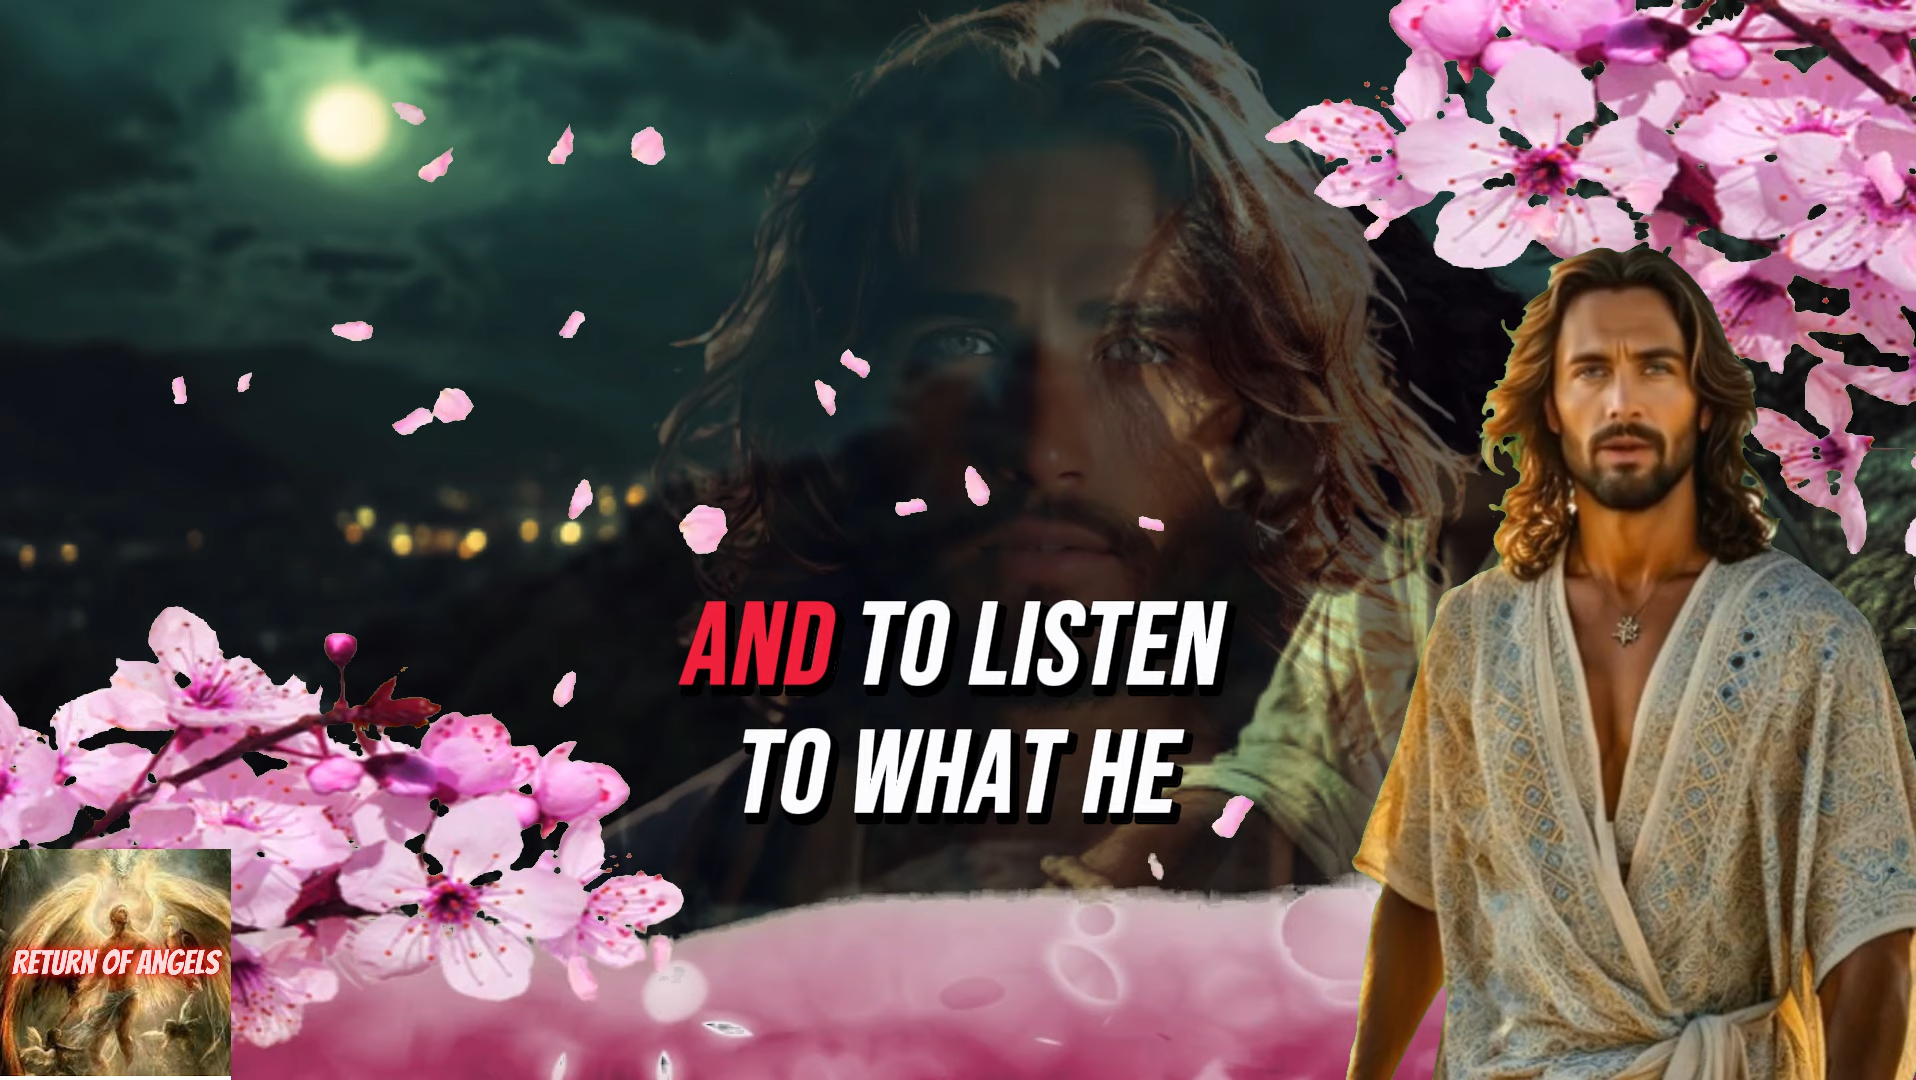 AND TO LISTEN
TO WHAT HE
RETURN OF ANGELS